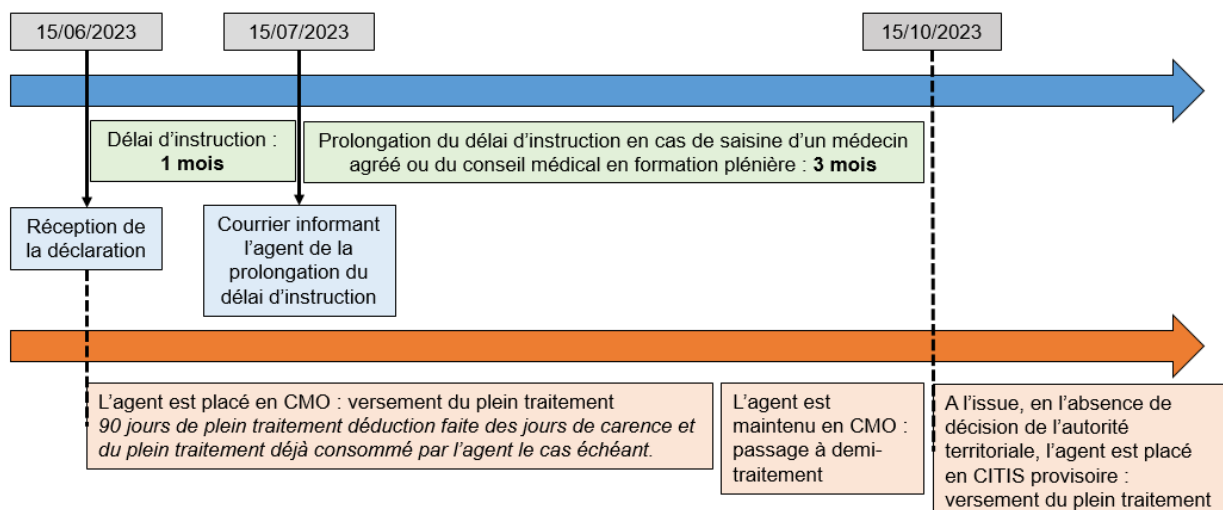 15/06/2023
15/07/2023
15/10/2023
Délai d’instruction :
1 mois
Prolongation du délai d’instruction en cas de saisine d’un médecin
agréé ou du conseil médical en formation plénière : 3 mois
Réception de
la déclaration
Courrier informant
l’agent de la
prolongation du
délai d’instruction
L’agent est placé en CMO : versement du plein traitement
90 jours de plein traitement déduction faite des jours de carence et
du plein traitement déjà consommé par l’agent le cas échéant.
L’agent est
maintenu en CMO :
passage à demi-
traitement
A l’issue, en l’absence de
décision de l’autorité
territoriale, l’agent est placé
en CITIS provisoire :
versement du plein traitement